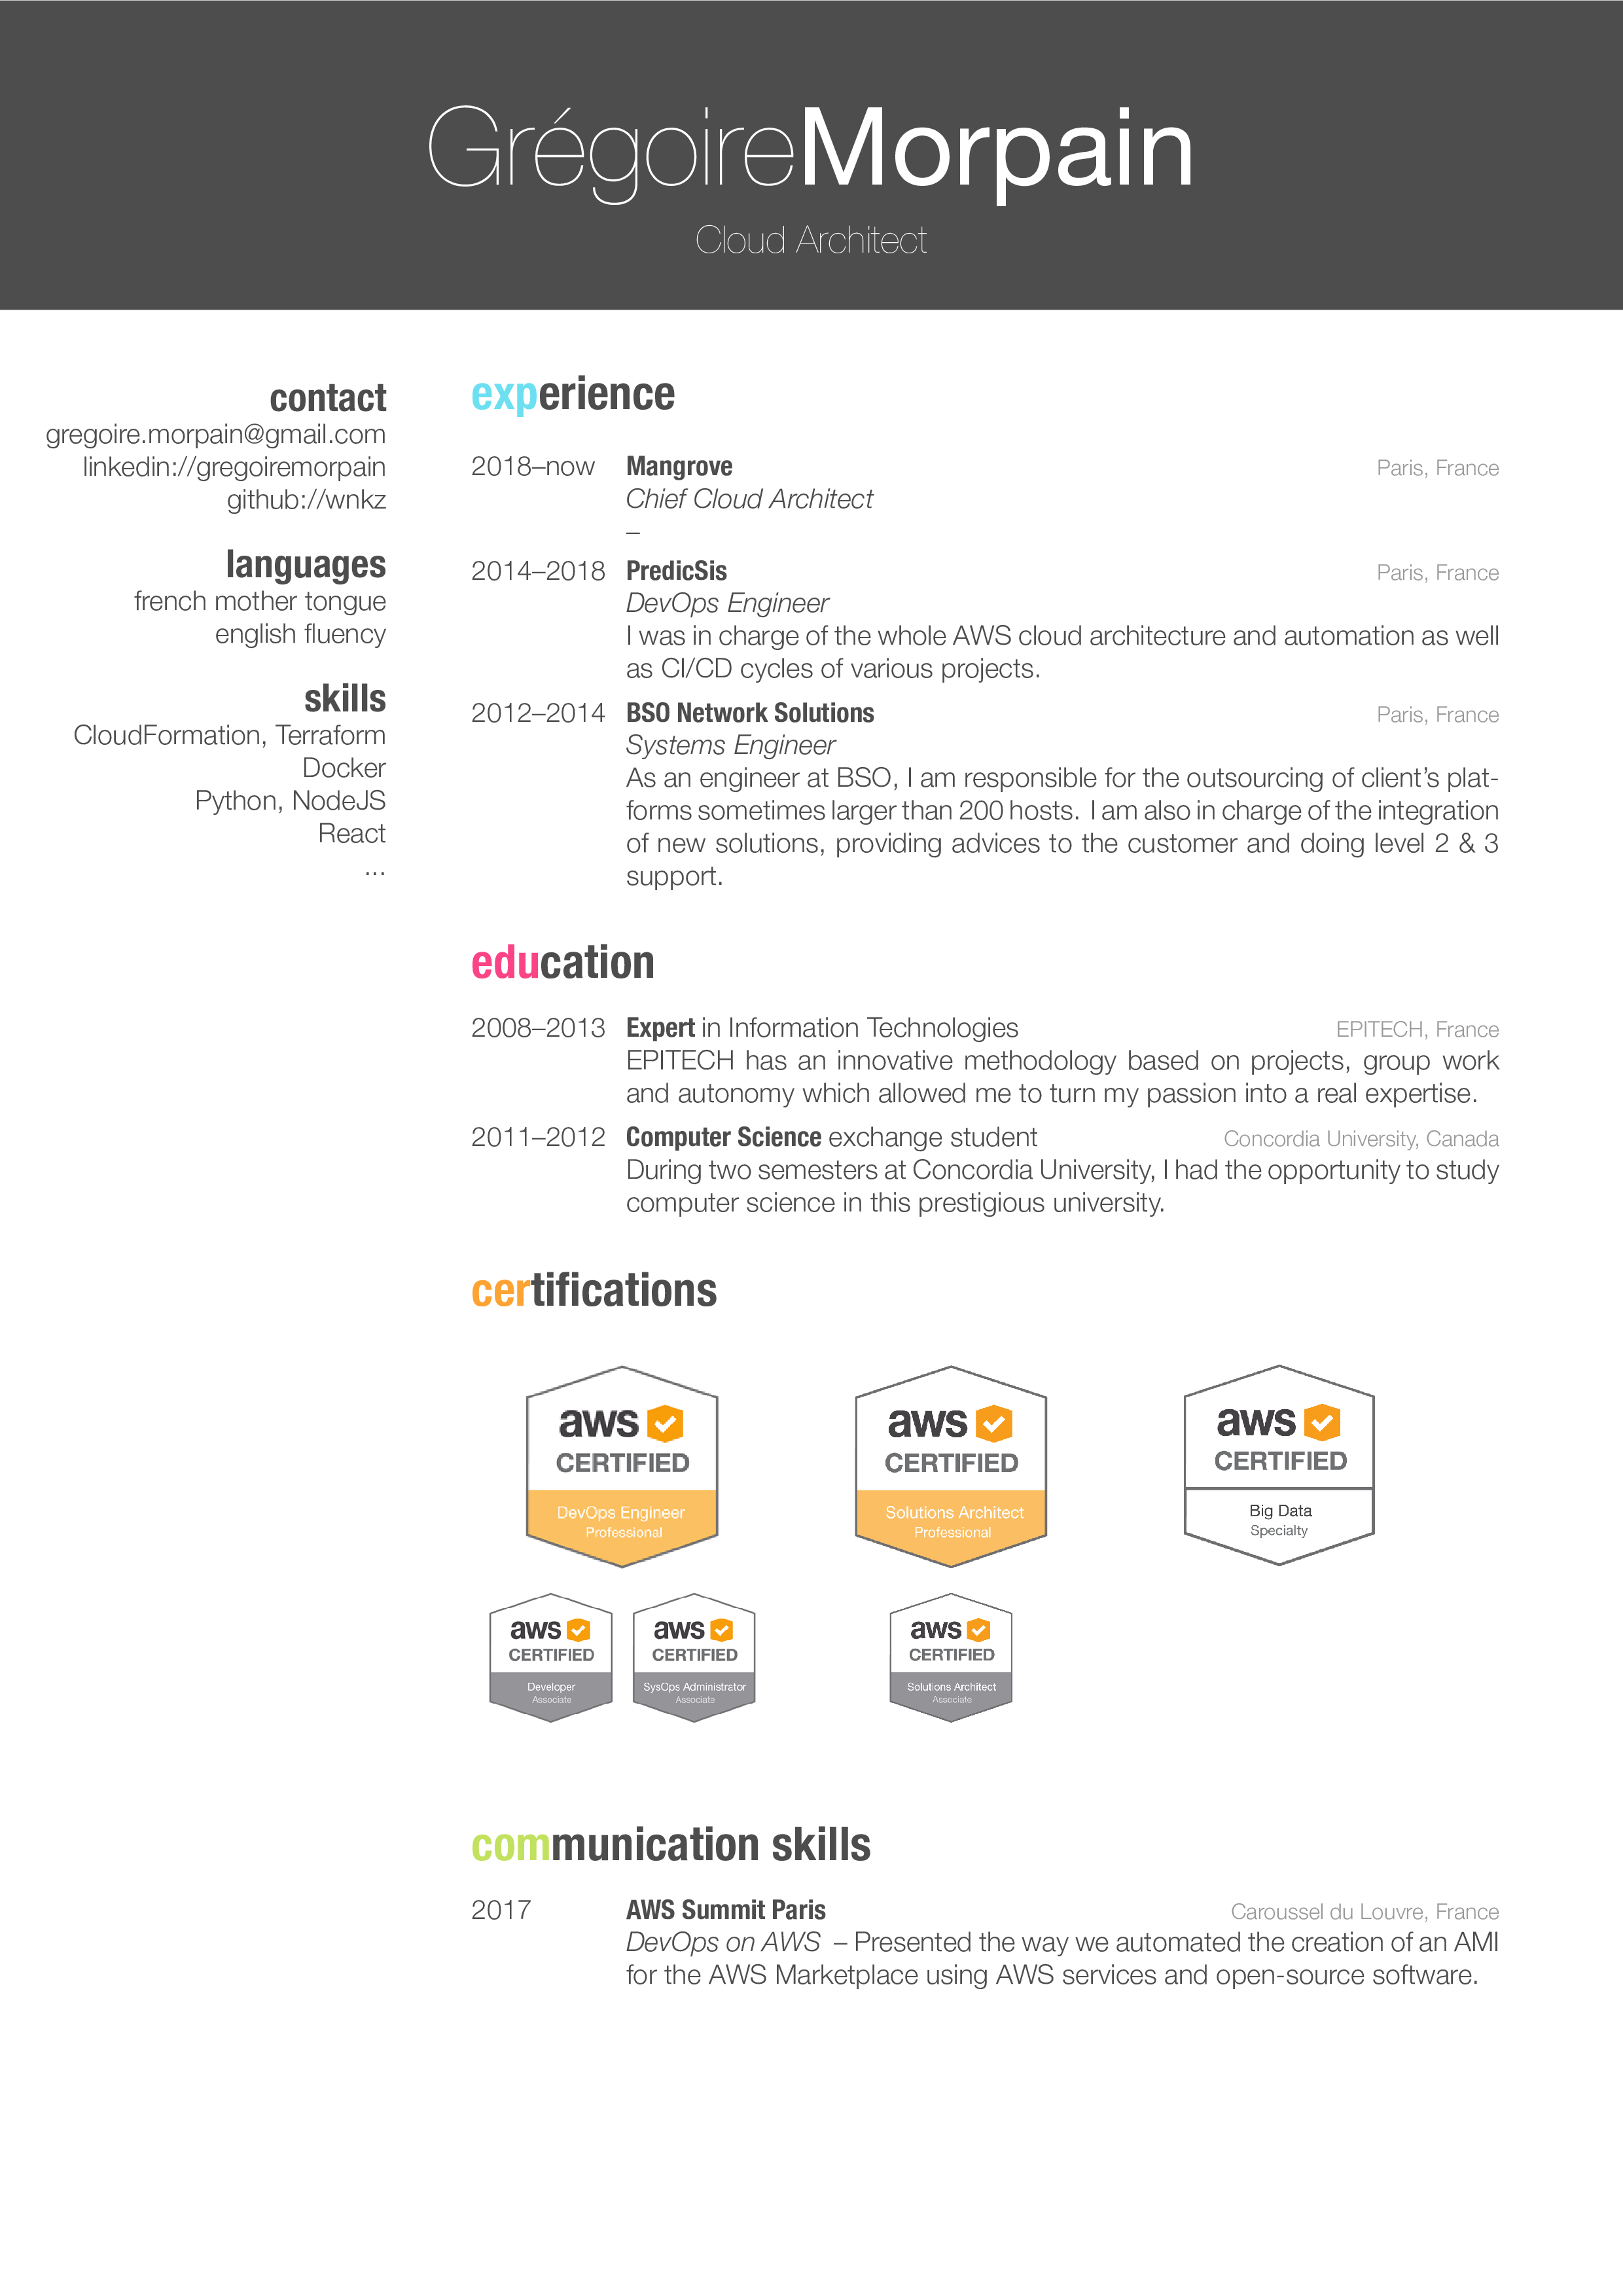 GrégoireMorpain
Cloud Architect
contact
gregoire.morpain@gmail.com
linkedin://gregoiremorpain
github://wnkz
languages
french mother tongue
english fluency
skills
CloudFormation, Terraform
Docker
Python, NodeJS
React
...
experience
2018–now Mangrove Paris, France
Chief Cloud Architect
–
2014–2018 PredicSis Paris, France
DevOps Engineer
I was in charge of the whole AWS cloud architecture and automation as well
as CI/CD cycles of various projects.
2012–2014 BSO Network Solutions Paris, France
Systems Engineer
As an engineer at BSO, I am responsible for the outsourcing of client's plat-
forms sometimes larger than 200 hosts. I am also in charge of the integration
of new solutions, providing advices to the customer and doing level 2 & 3
support.
education
2008–2013 Expert in Information Technologies EPITECH, France
EPITECH has an innovative methodology based on projects, group work
and autonomy which allowed me to turn my passion into a real expertise.
2011–2012 Computer Science exchange student Concordia University, Canada
During two semesters at Concordia University, I had the opportunity to study
computer science in this prestigious university.
certifications
aws
CERTIFIED
DevOps Engineer
Professional
aws
CERTIFIED
Solutions Architect
Professional
aws
CERTIFIED
Big Data
Specialty
aws
CERTIFIED
Developer
Associate
aws
CERTIFIED
SysOps Administrator
Associate
aws
CERTIFIED
Solutions Architect
Associate
communication skills
2017 AWS Summit Paris Caroussel du Louvre, France
DevOps on AWS – Presented the way we automated the creation of an AMI
for the AWS Marketplace using AWS services and open-source software.